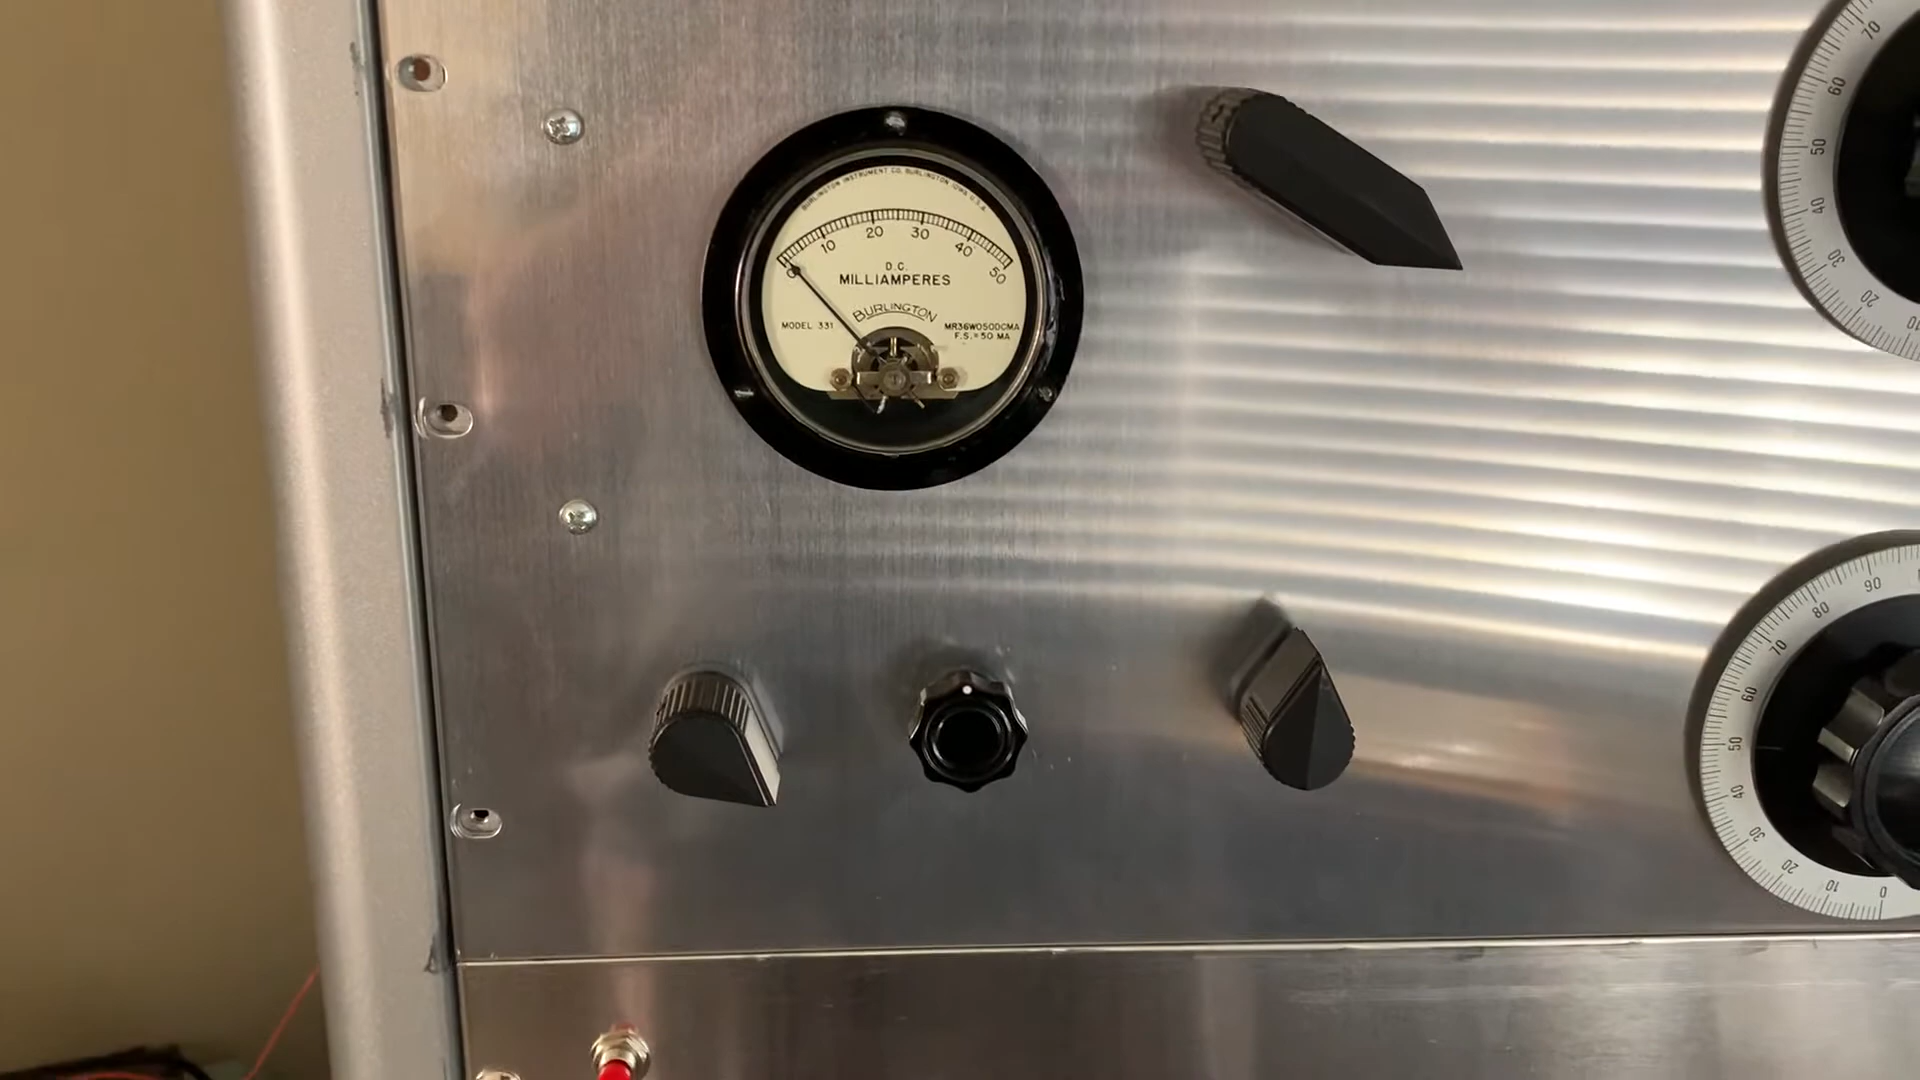 BURLINGTON INSTRUMENT CO. BURLINGTON IOWA U.S.A.
0 10 20 30 40 50
D.C.
MILLIAMPERES
BURLINGTON
MODEL 331
MR36W050DCMA
F.S.=50 MA
70
60
50
40
30
20
10
90
80
70
60
50
40
30
20
10
0